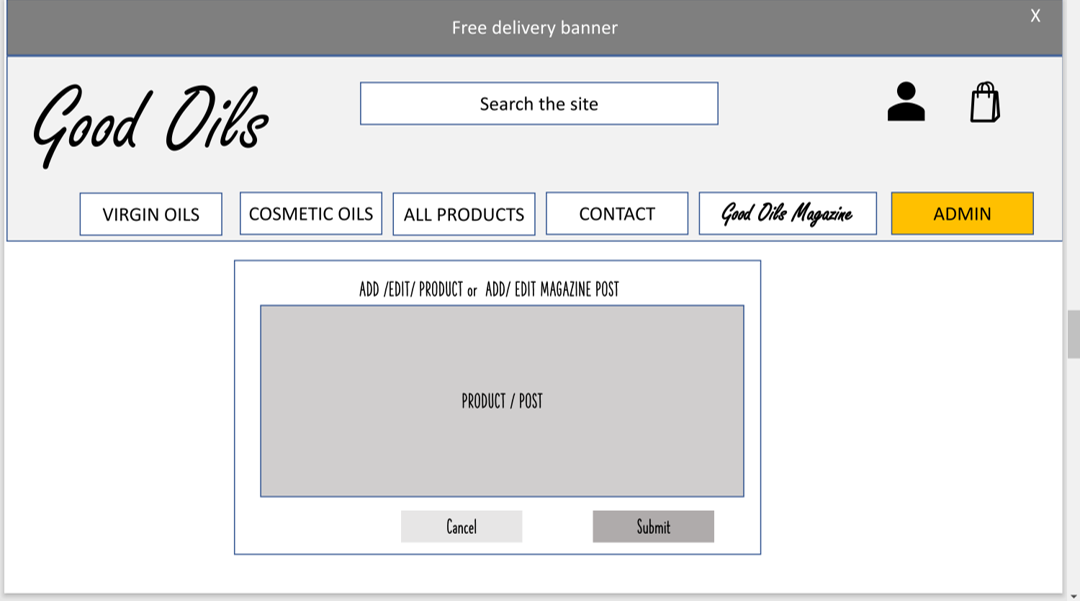 Free delivery banner
X
Good Oils
Search the site
VIRGIN OILS
COSMETIC OILS
ALL PRODUCTS
CONTACT
Good Oils Magazine
ADMIN
ADD /EDIT/ PRODUCT or ADD/ EDIT MAGAZINE POST
PRODUCT / POST
Cancel
Submit